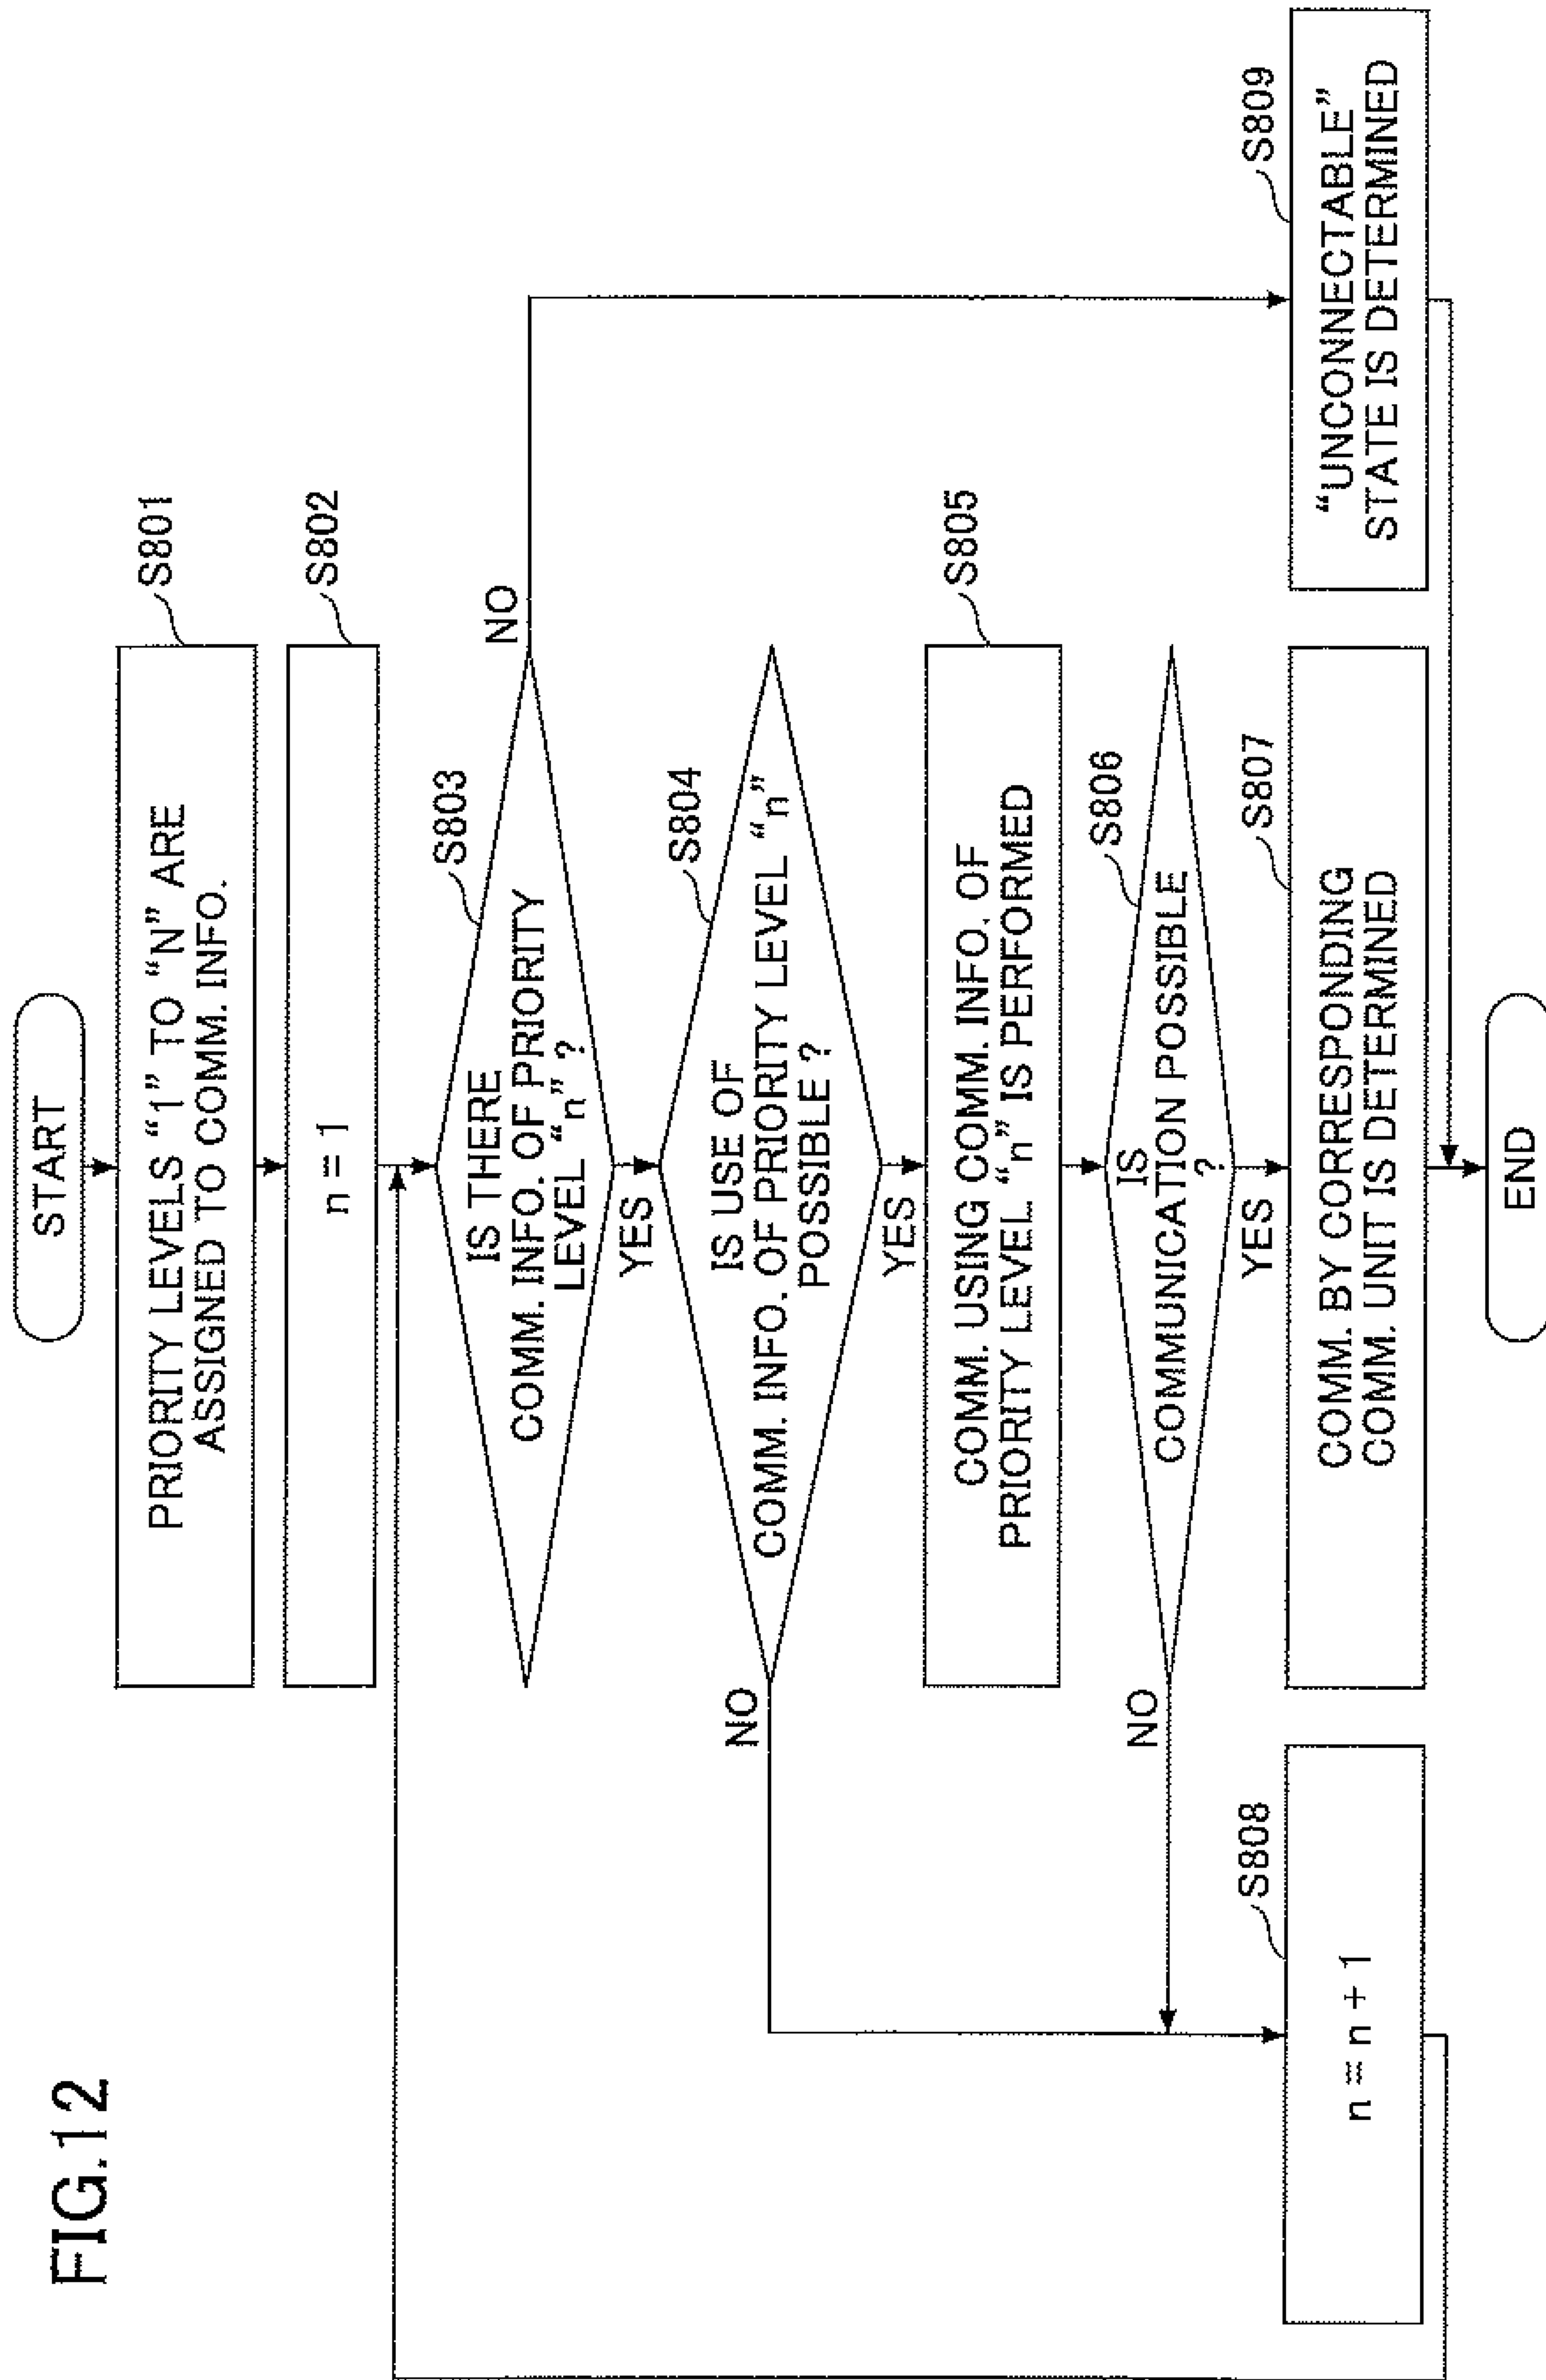 FIG.12
START
S801
PRIORITY LEVELS “1” TO “N” ARE
ASSIGNED TO COMM. INFO.
S802
n = 1
S803
IS THERE
COMM. INFO. OF PRIORITY
LEVEL “n” ?
NO
YES
S804
IS USE OF
COMM. INFO. OF PRIORITY LEVEL “n”
POSSIBLE ?
NO
YES
S805
COMM. USING COMM. INFO. OF
PRIORITY LEVEL “n” IS PERFORMED
S806
IS
COMMUNICATION POSSIBLE
?
NO
YES
S808
n = n + 1
S807
COMM. BY CORRESPONDING
COMM. UNIT IS DETERMINED
S809
“UNCONNECTABLE”
STATE IS DETERMINED
END